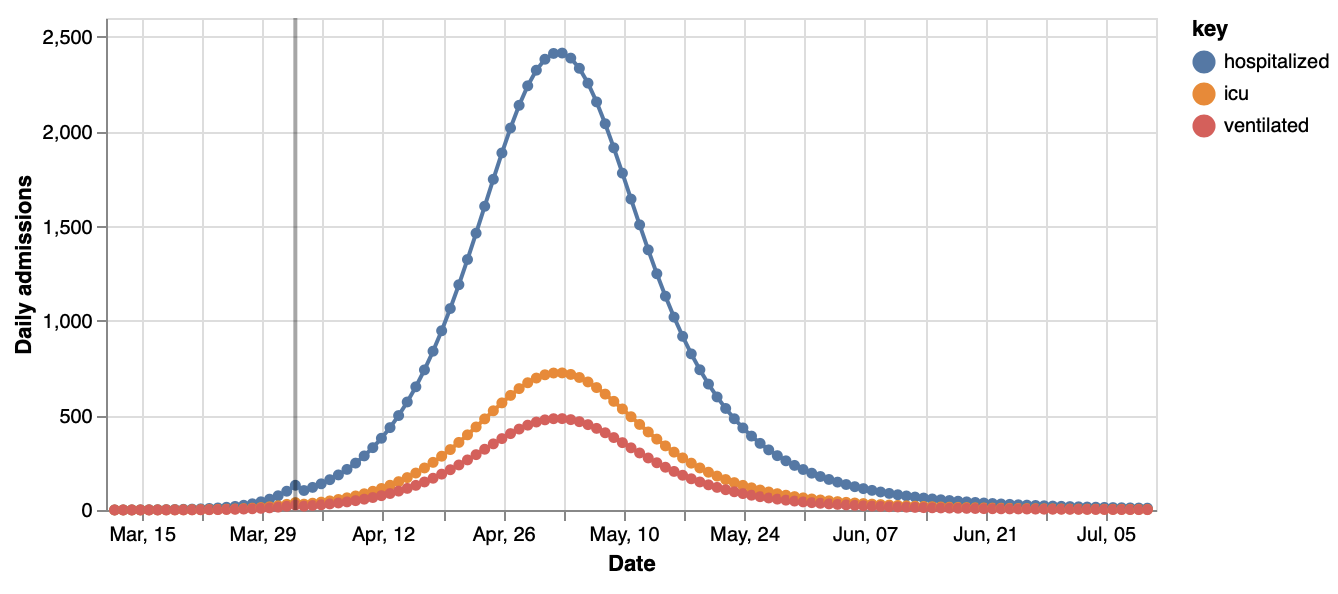 key
hospitalized
icu
ventilated
Daily admissions
2,500
2,000
1,500
1,000
500
0
Mar, 15 Mar, 29 Apr, 12 Apr, 26 May, 10 May, 24 Jun, 07 Jun, 21 Jul, 05
Date